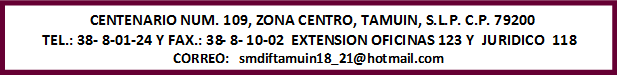 CENTENARIO NUM. 109, ZONA CENTRO, TAMUIN, S.L.P. C.P. 79200
TEL.: 38- 8-01-24 Y FAX.: 38- 8- 10-02 EXTENSION OFICINAS 123 Y JURIDICO 118
CORREO: smdiftamuin18_21@hotmail.com